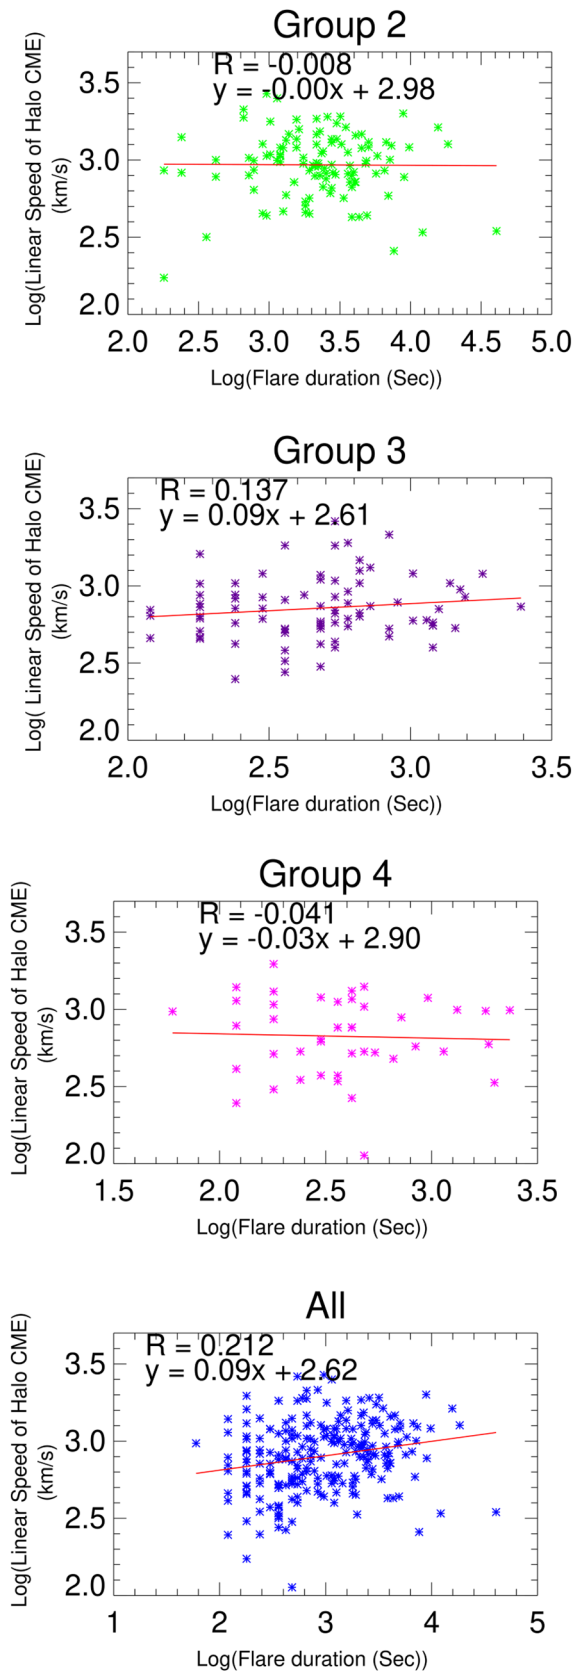 Group 2
R = -0.008
y = -0.00x + 2.98
Log(Linear Speed of Halo CME)
(km/s)
3.5
3.0
2.5
2.0
2.0 2.5 3.0 3.5 4.0 4.5 5.0
Log(Flare duration (Sec))
Group 3
R = 0.137
y = 0.09x + 2.61
Log( Linear Speed of Halo CME)
(km/s)
3.5
3.0
2.5
2.0
2.0 2.5 3.0 3.5
Log(Flare duration (Sec))
Group 4
R = -0.041
y = -0.03x + 2.90
Log(Linear Speed of Halo CME)
(km/s)
3.5
3.0
2.5
2.0
1.5 2.0 2.5 3.0 3.5
Log(Flare duration (Sec))
All
R = 0.212
y = 0.09x + 2.62
Log(Linear Speed of Halo CME)
(km/s)
3.5
3.0
2.5
2.0
1 2 3 4 5
Log(Flare duration (Sec))